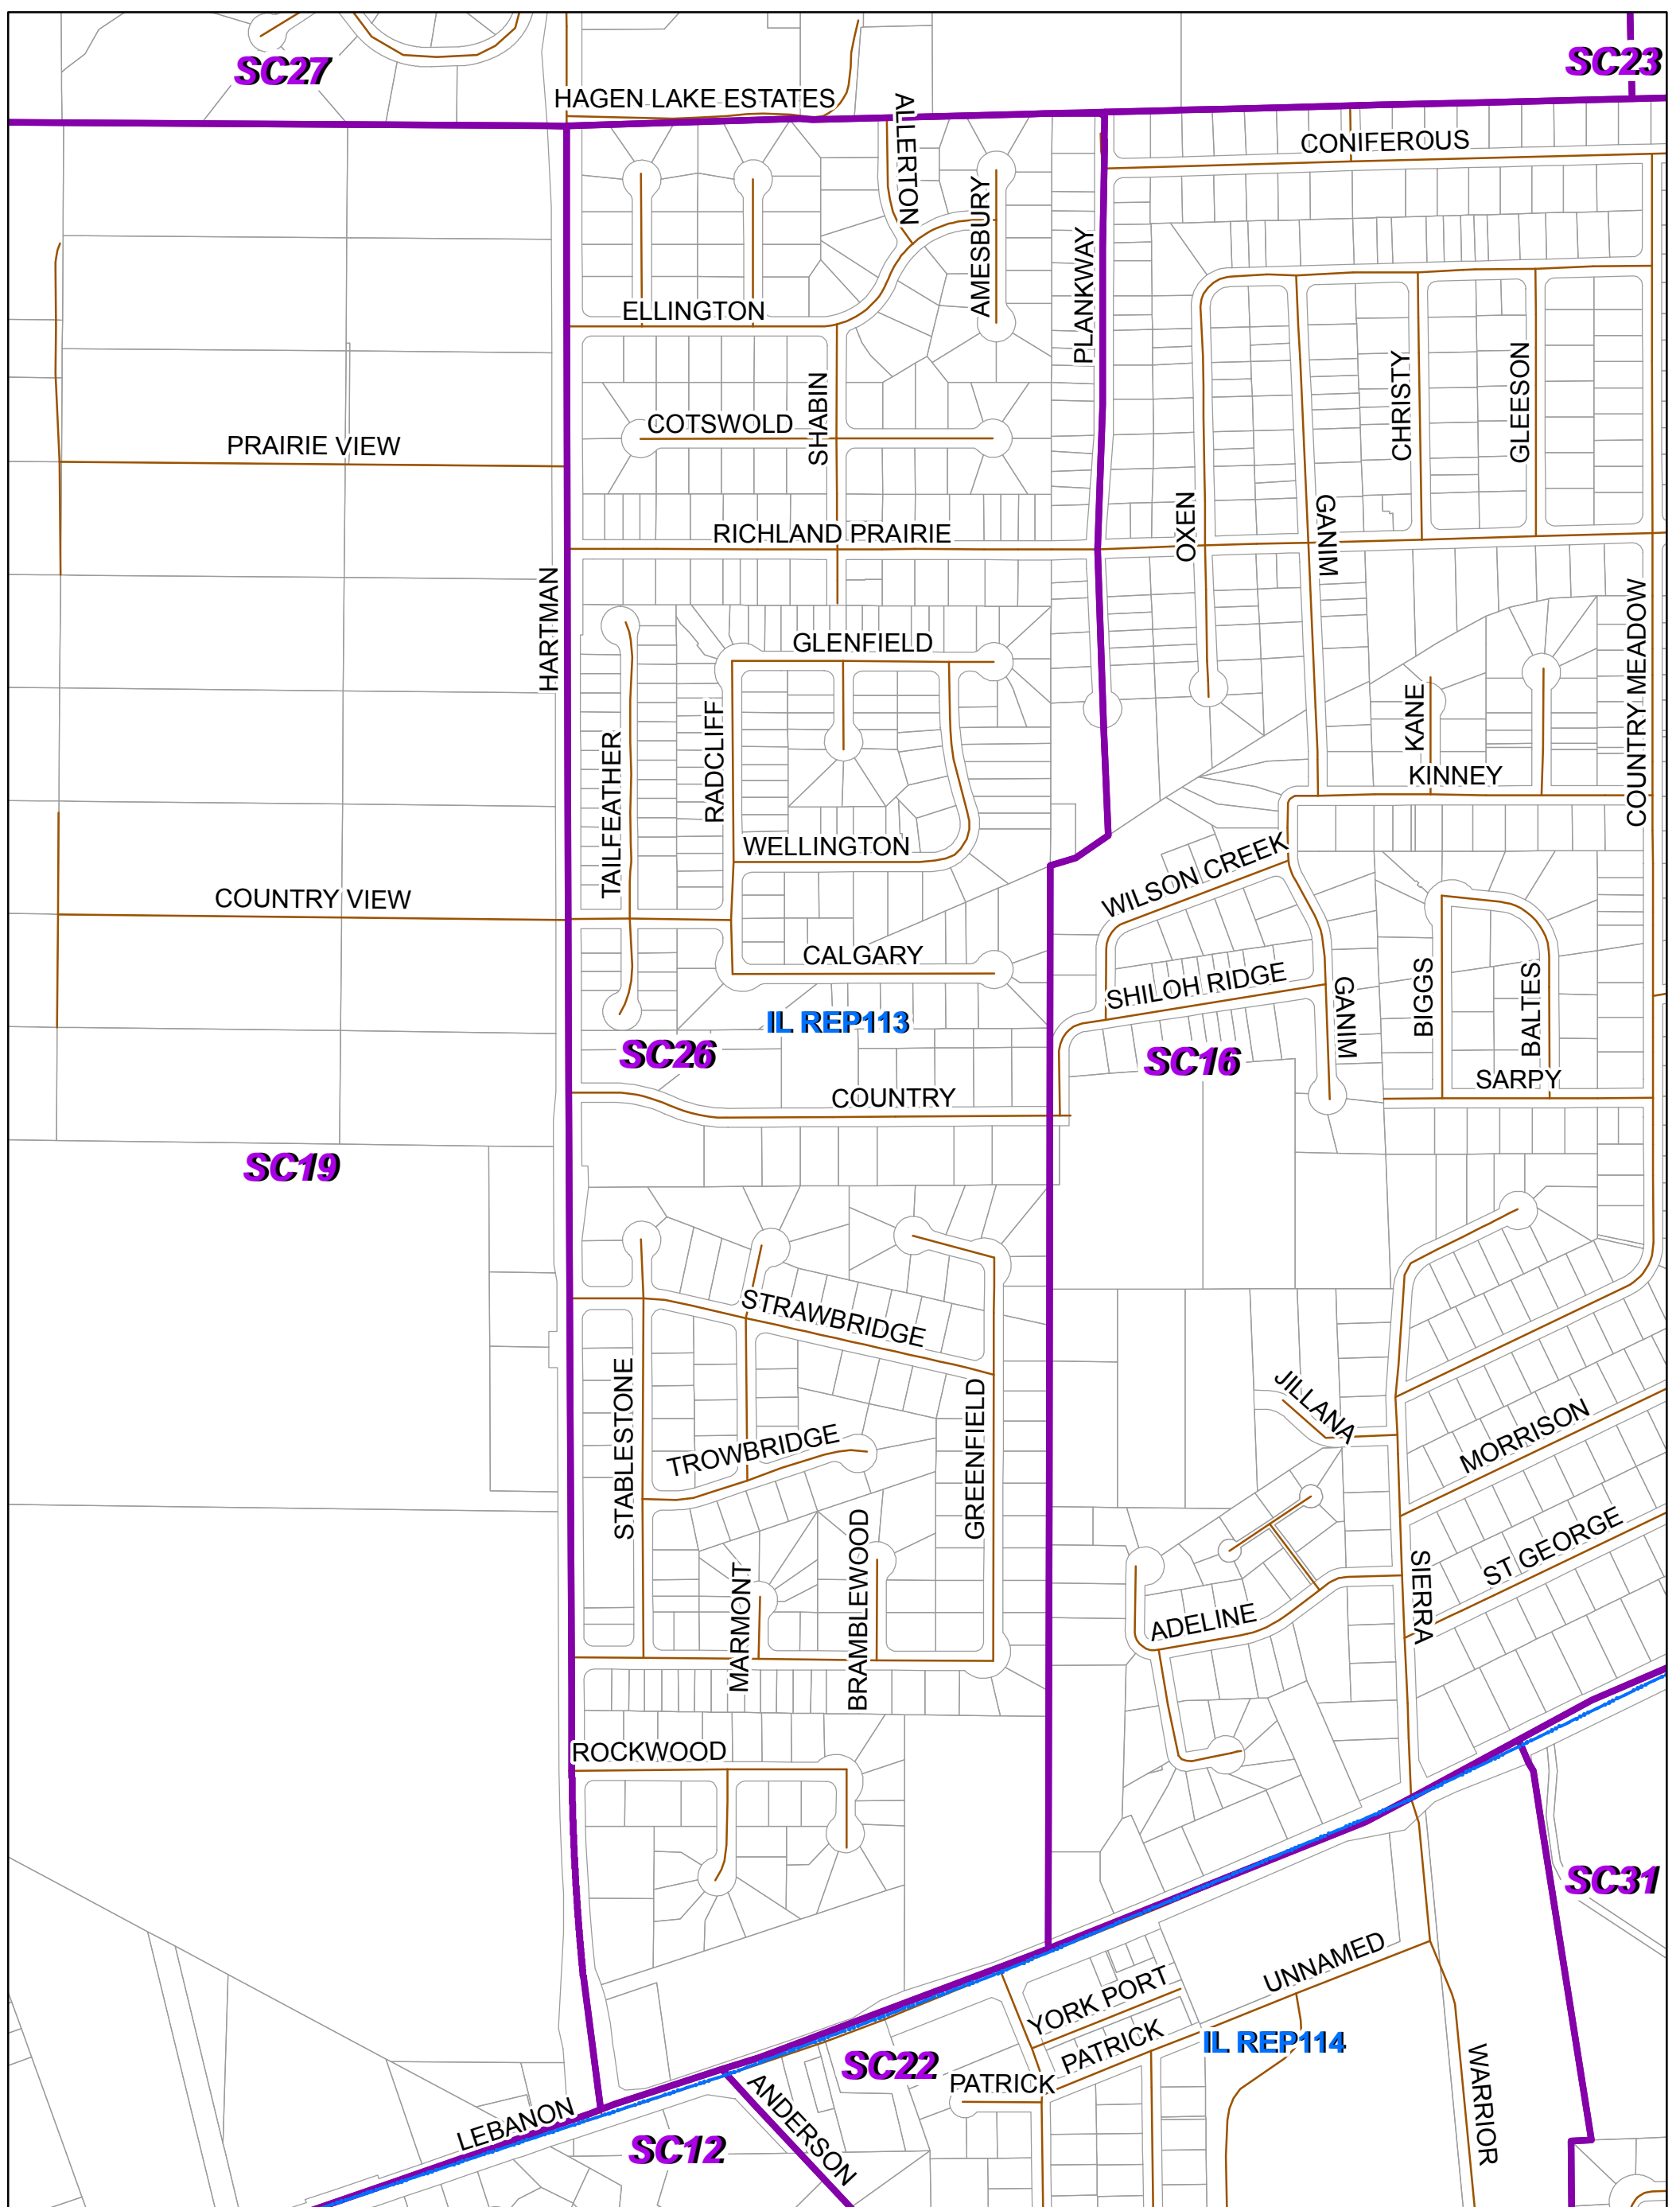 SC27
SC23
HAGEN LAKE ESTATES
ALLERTON
CONIFEROUS
AMESBURY
PLANKWAY
ELLINGTON
SHABIN
CHRISTY
GLEESON
COTSWOLD
PRAIRIE VIEW
OXEN
GANIM
RICHLAND PRAIRIE
HARTMAN
COUNTRY MEADOW
GLENFIELD
KANE
RADCLIFF
TAILFEATHER
KINNEY
WELLINGTON
WILSON CREEK
COUNTRY VIEW
CALGARY
SHILOH RIDGE
GANIM
BIGGS
BALTES
IL REP113
SC26
SC16
SARPY
COUNTRY
SC19
STRAWBRIDGE
STABLESTONE
GREENFIELD
JILLANA
MORRISON
TROWBRIDGE
BRAMBLEWOOD
MARMONT
ST GEORGE
SIERRA
ADELINE
ROCKWOOD
SC31
UNNAMED
YORK PORT
PATRICK
IL REP114
SC22
PATRICK
WARRIOR
ANDERSON
LEBANON
SC12